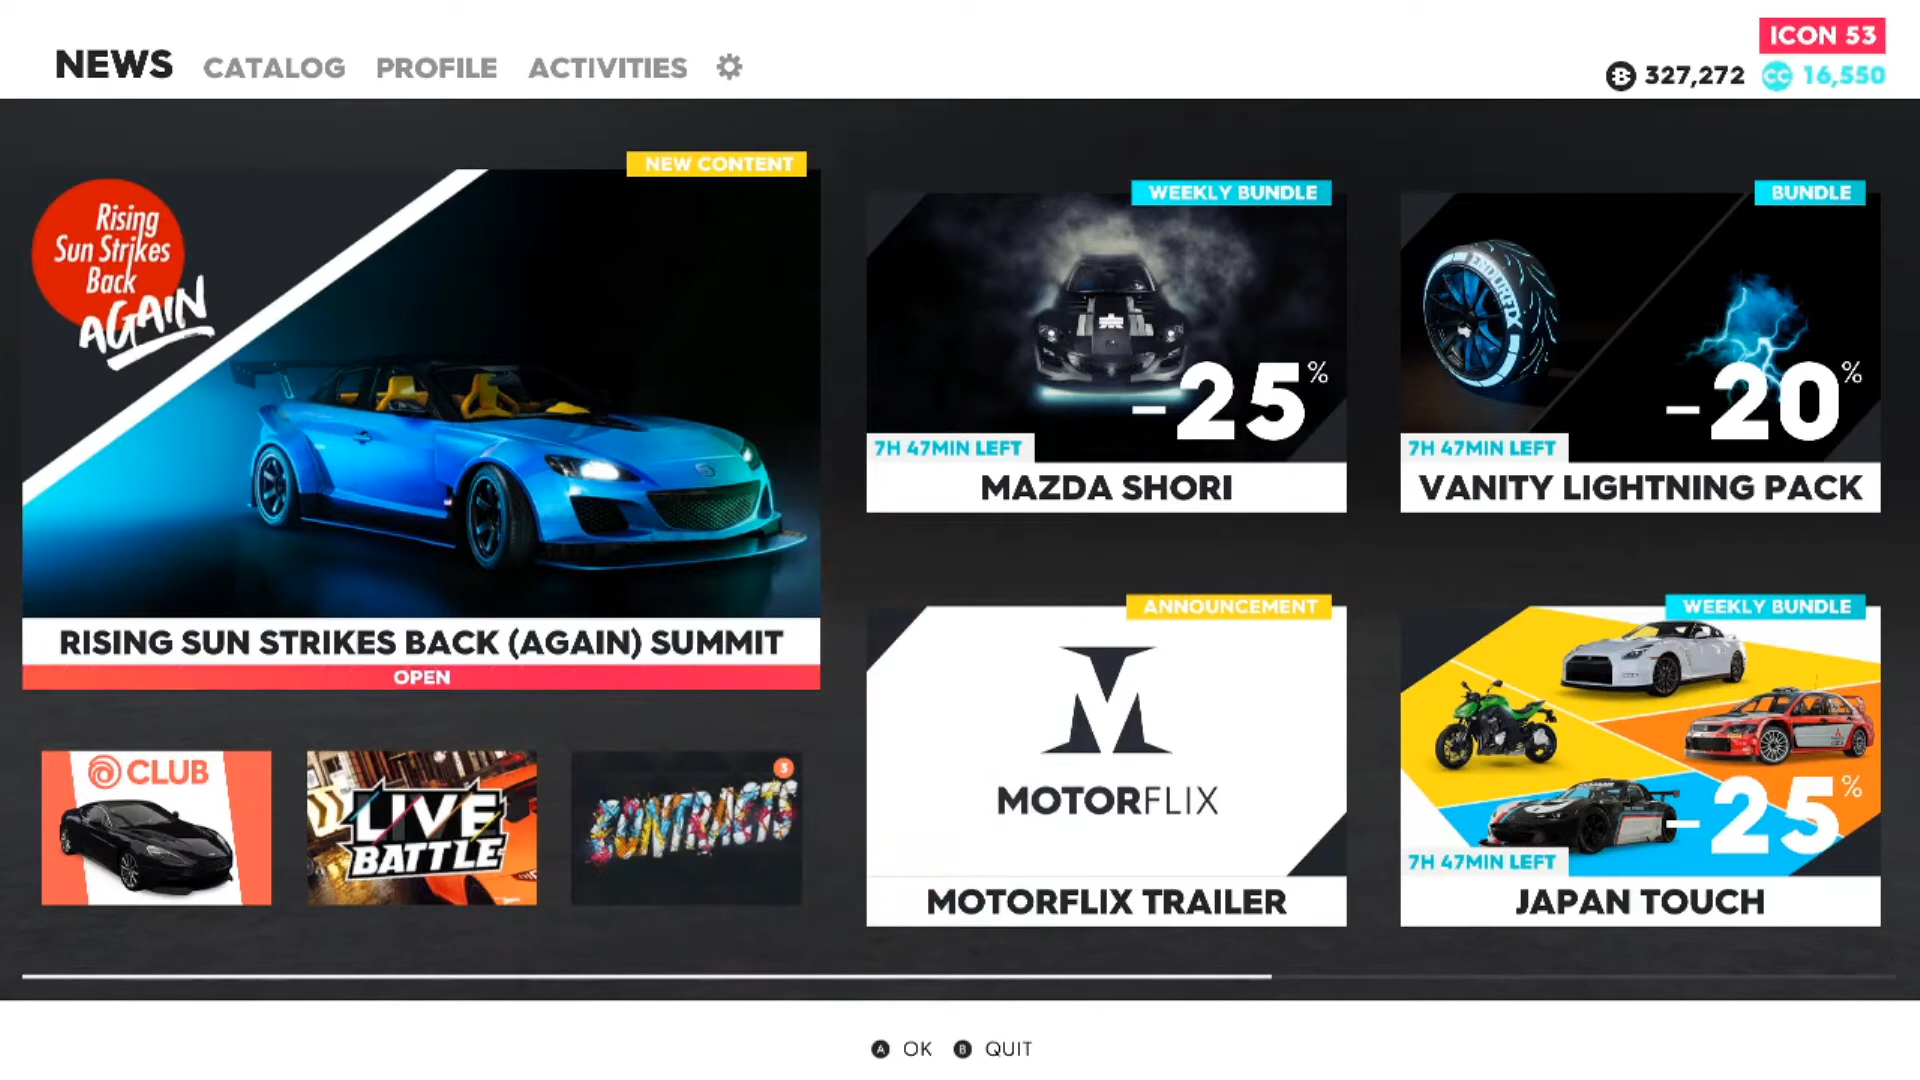 NEWS CATALOG PROFILE ACTIVITIES
ICON 53
327,272 CC 16,550
NEW CONTENT
Rising
Sun Strikes
Back
AGAIN
RISING SUN STRIKES BACK (AGAIN) SUMMIT
OPEN
WEEKLY BUNDLE
-25%
7H 47MIN LEFT
MAZDA SHORI
BUNDLE
ENDURFIX
-20%
7H 47MIN LEFT
VANITY LIGHTNING PACK
CLUB
LIVE
BATTLE
CONTRACTS
3
ANNOUNCEMENT
M
MOTORFLIX
MOTORFLIX TRAILER
WEEKLY BUNDLE
-25%
7H 47MIN LEFT
JAPAN TOUCH
A OK B QUIT